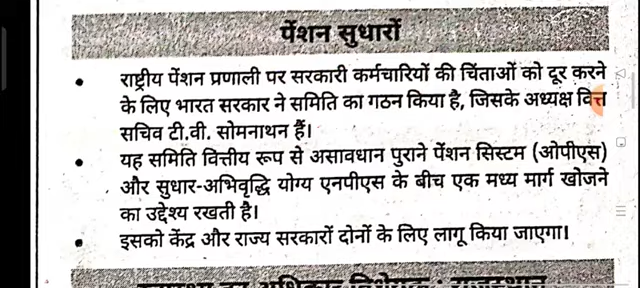 पेंशन सुधारों
• राष्ट्रीय पेंशन प्रणाली पर सरकारी कर्मचारियों की चिंताओं को दूर करने
के लिए भारत सरकार ने समिति का गठन किया है, जिसके अध्यक्ष वित्त
सचिव टी.वी. सोमनाथन हैं।
• यह समिति वित्तीय रूप से असावधान पुराने पेंशन सिस्टम (ओपीएस)
और सुधार-अभिवृद्धि योग्य एनपीएस के बीच एक मध्य मार्ग खोजने
का उद्देश्य रखती है।
• इसको केंद्र और राज्य सरकारों दोनों के लिए लागू किया जाएगा।